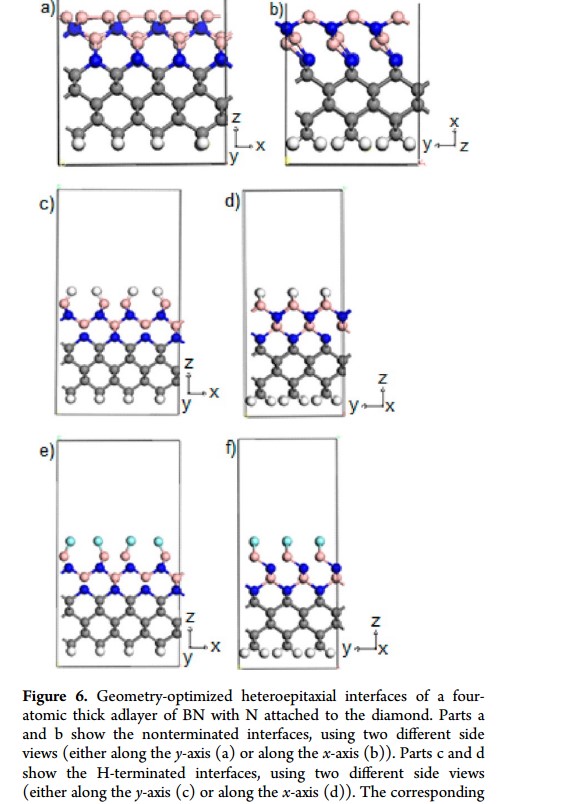 a)
b)
z
x
y
x
y
z
c)
d)
z
x
y
z
y
x
e)
f)
z
x
y
z
y
x
Figure 6. Geometry-optimized heteroepitaxial interfaces of a four-
atomic thick adlayer of BN with N attached to the diamond. Parts a
and b show the nonterminated interfaces, using two different side
views (either along the y-axis (a) or along the x-axis (b)). Parts c and d
show the H-terminated interfaces, using two different side views
(either along the y-axis (c) or along the x-axis (d)). The corresponding